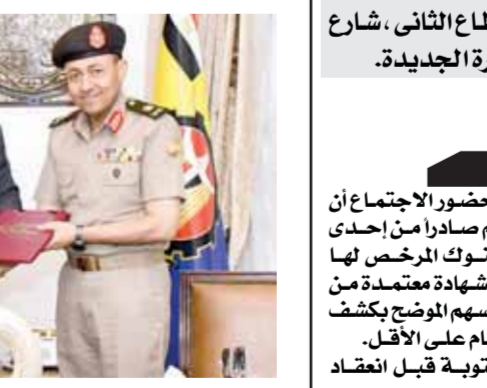 طاع الثانى ، شارع
رة الجديدة.
حضور الاجتماع أن
م صادراً من إحدى
نوك المرخص لها
شهادة معتمدة من
سهم الموضح بكشف
ام على الأقل.
توبة قبل انعقاد